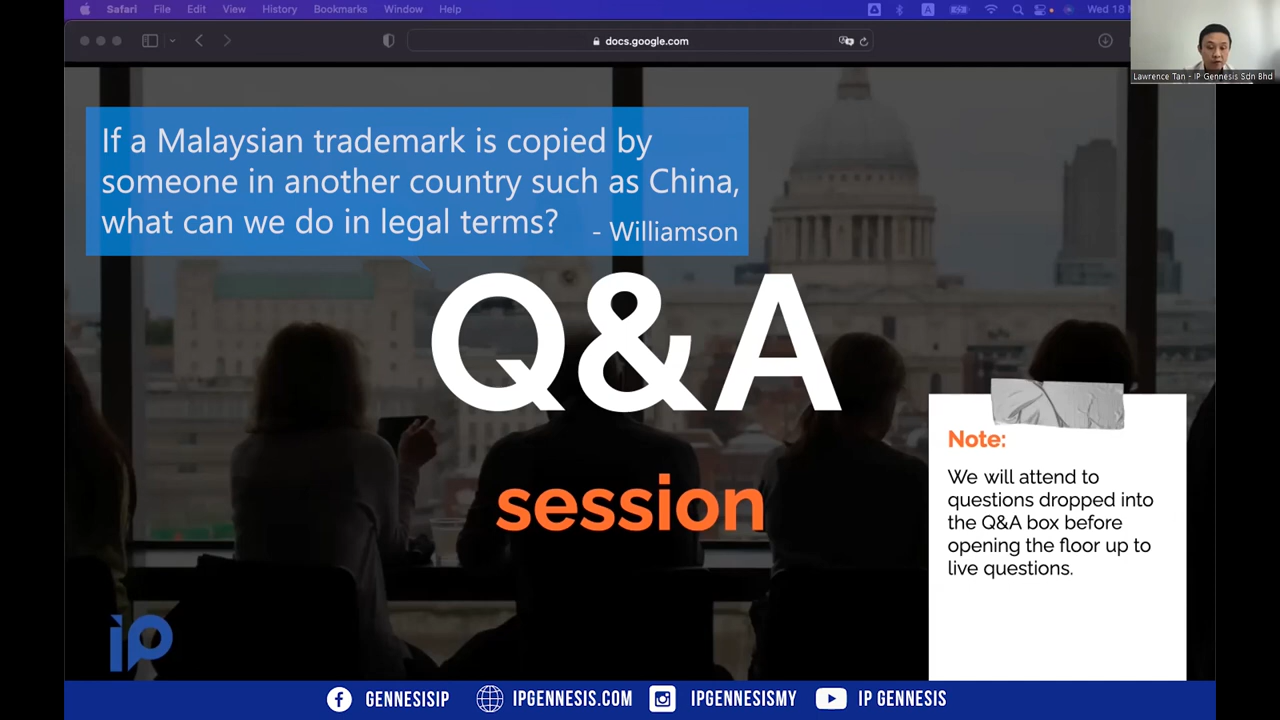 Safari File Edit View History Bookmarks Window Help
A
Wed 18
docs.google.com
Lawrence Tan - IP Gennesis Sdn Bhd
If a Malaysian trademark is copied by
someone in another country such as China,
what can we do in legal terms?
- Williamson
Q&A
session
Note:
We will attend to
questions dropped into
the Q&A box before
opening the floor up to
live questions.
ip
GENNESISIP
IPGENNESIS.COM
IPGENNESISMY
IP GENNESIS